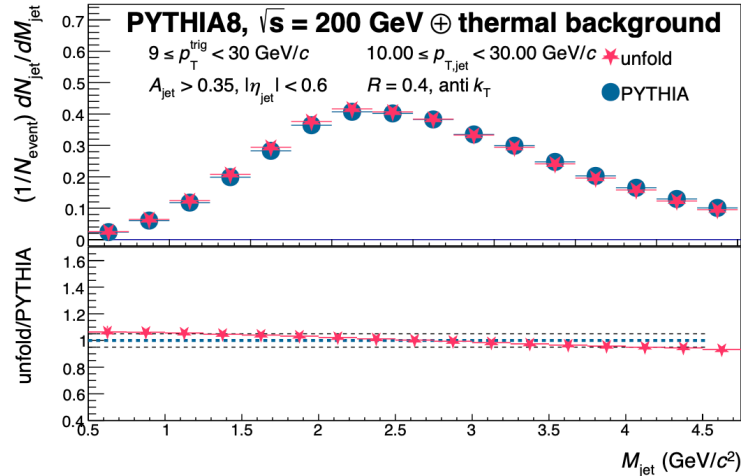 PYTHIA8, √s = 200 GeV ⊕ thermal background
9 ≤ p_T^trig < 30 GeV/c
10.00 ≤ p_T,jet < 30.00 GeV/c
A_jet > 0.35, |η_jet| < 0.6
R = 0.4, anti k_T
unfold
PYTHIA
(1/N_event) dN_jet/dM_jet
0.7
0.6
0.5
0.4
0.3
0.2
0.1
0
unfold/PYTHIA
1.6
1.4
1.2
1
0.8
0.6
0.4
0.5 1 1.5 2 2.5 3 3.5 4 4.5
M_jet (GeV/c²)